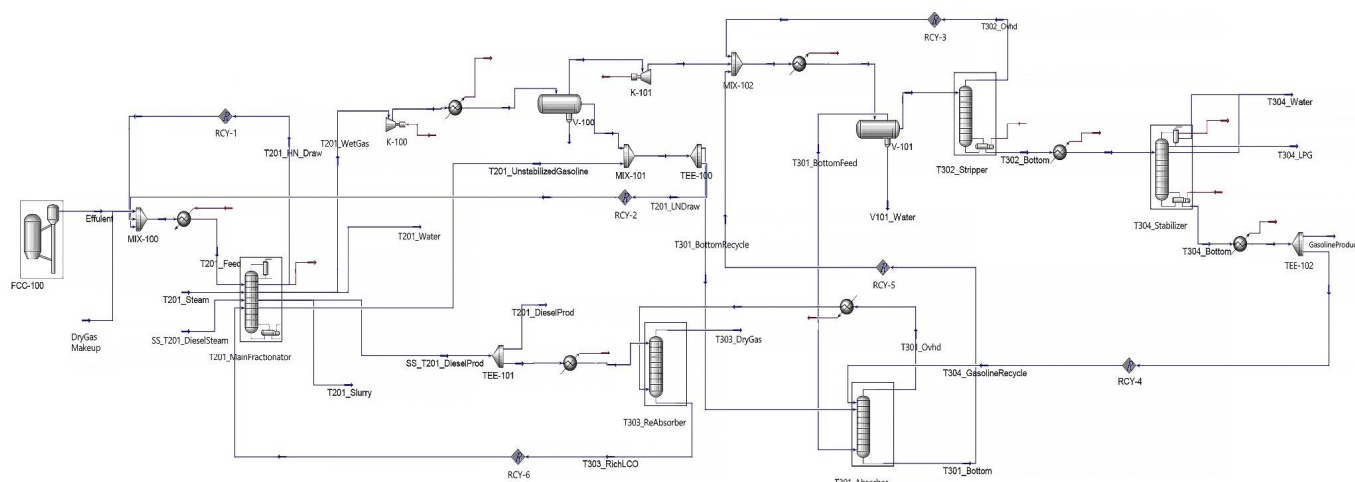 RCY-3
T302_Ovhd
K-101
MIX-102
RCY-1
T201_WetGas
K-100
V-100
T201_HN_Draw
T301_BottomFeed
V-101
T304_Water
T201_UnstabilizedGasoline
MIX-101
TEE-100
T302_Stripper
T302_Bottom
T304_LPG
Effulent
RCY-2
T201_LNDraw
V101_Water
T304_Stabilizer
MIX-100
T201_Water
T301_BottomRecycle
T304_Bottom
GasolineProduc
TEE-102
FCC-100
T201_Feed
RCY-5
T201_Steam
DryGas
Makeup
SS_T201_DieselSteam
T201_DieselProd
T303_DryGas
T301_Ovhd
T201_MainFractionator
SS_T201_DieselProd
TEE-101
T304_GasolineRecycle
RCY-4
T201_Slurry
T303_ReAbsorber
T303_RichLCO
RCY-6
T301_Bottom
T301_Absorber